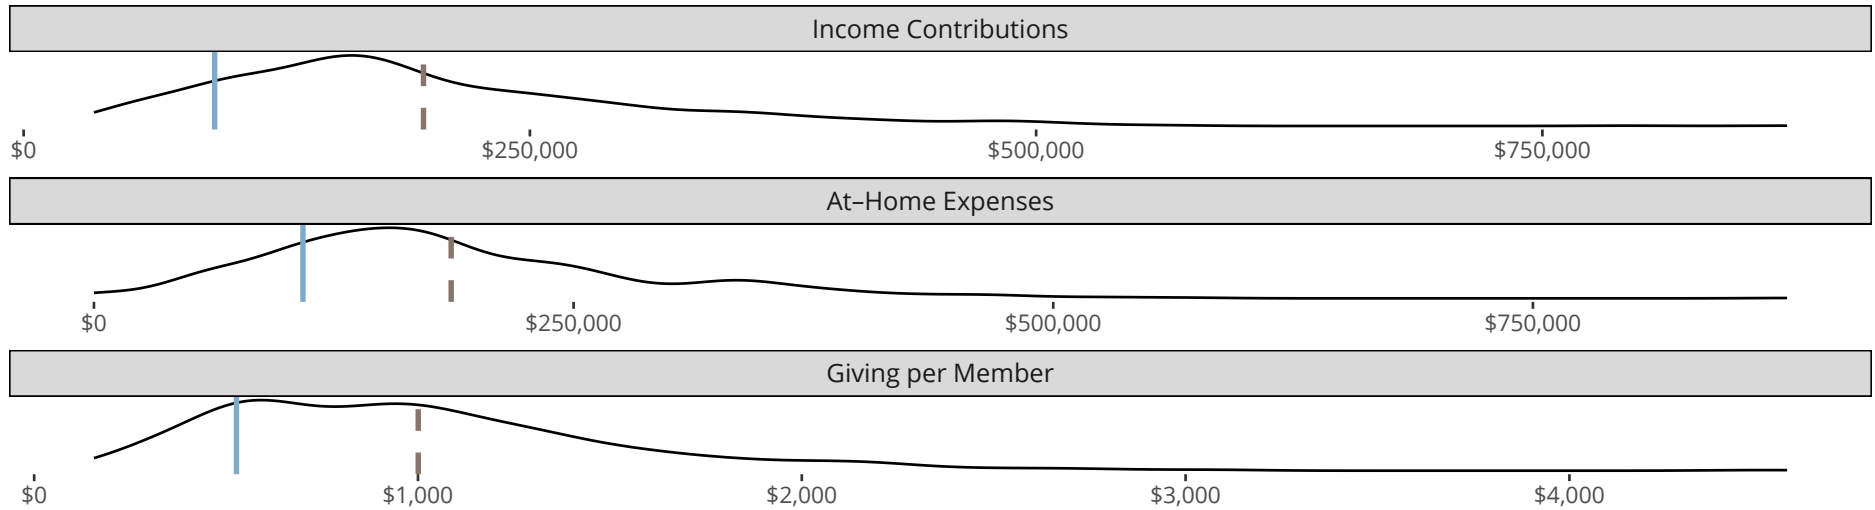 Income Contributions
$0 $250,000 $500,000 $750,000
At–Home Expenses
$0 $250,000 $500,000 $750,000
Giving per Member
$0 $1,000 $2,000 $3,000 $4,000